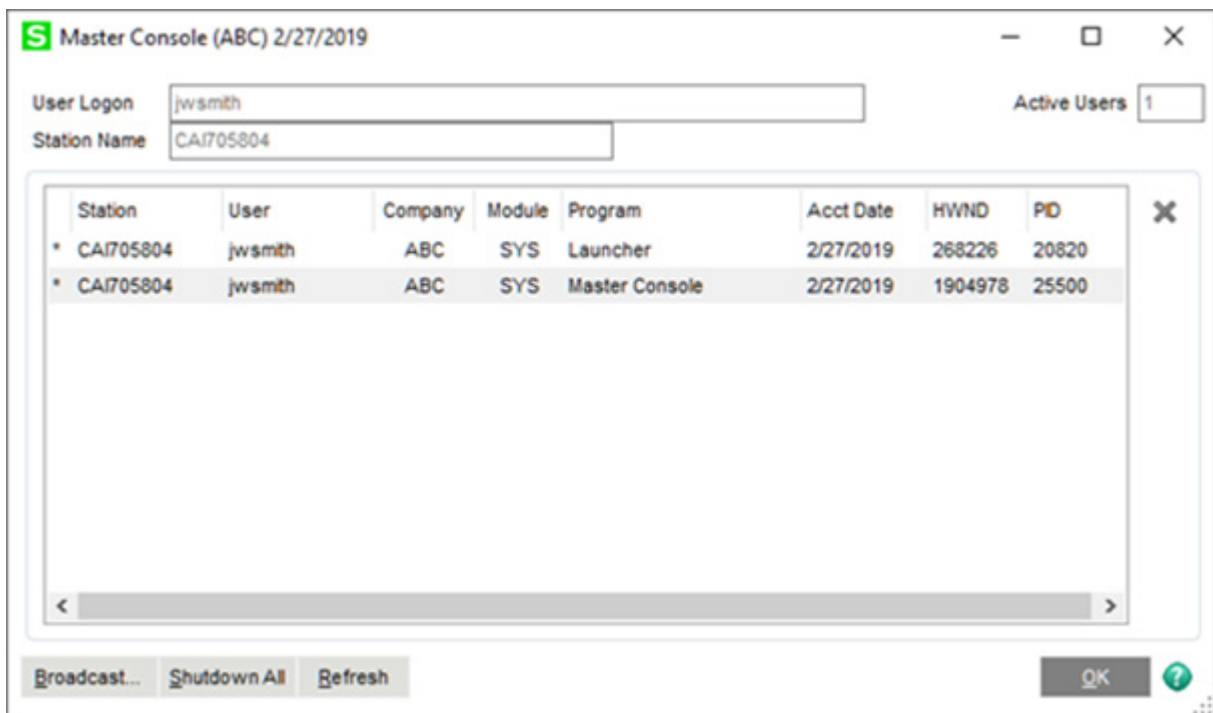 S Master Console (ABC) 2/27/2019
User Logon jwsmith Active Users 1
Station Name CAI705804
Station User Company Module Program Acct Date HWND PID
* CAI705804 jwsmith ABC SYS Launcher 2/27/2019 268226 20820
* CAI705804 jwsmith ABC SYS Master Console 2/27/2019 1904978 25500
Broadcast... Shutdown All Refresh OK ?